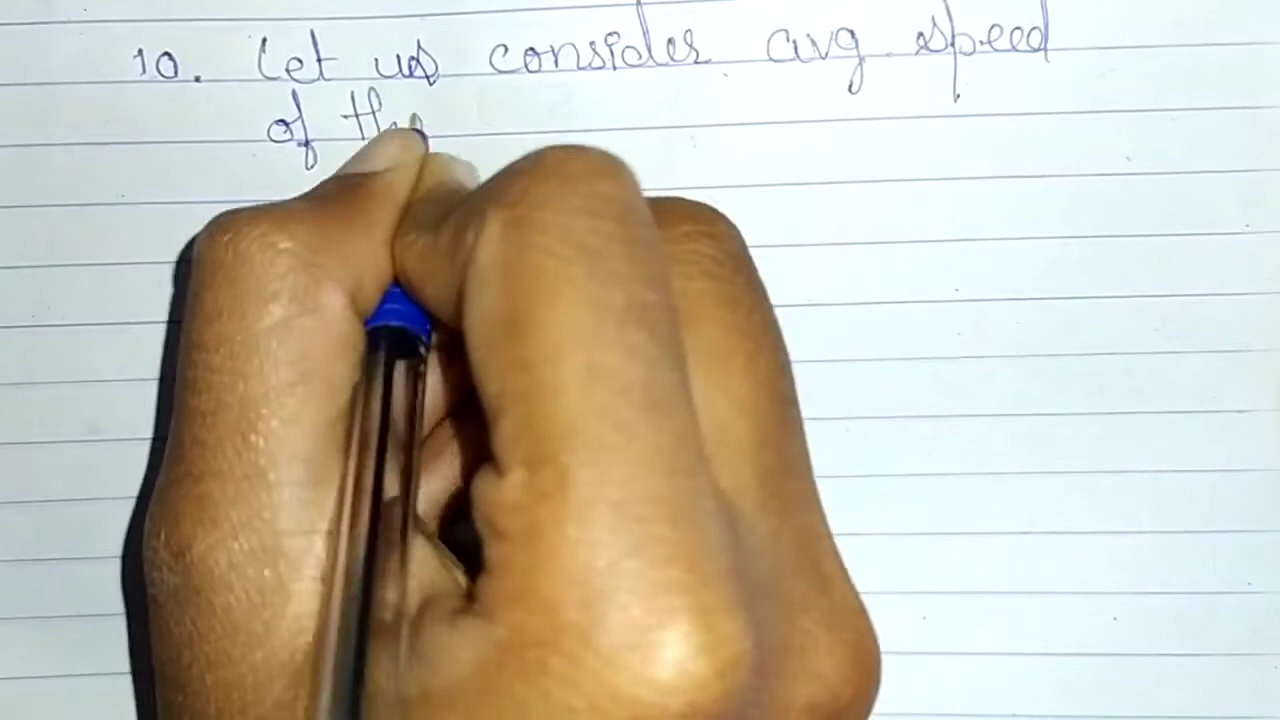 10. Let us consider avg speed
of the